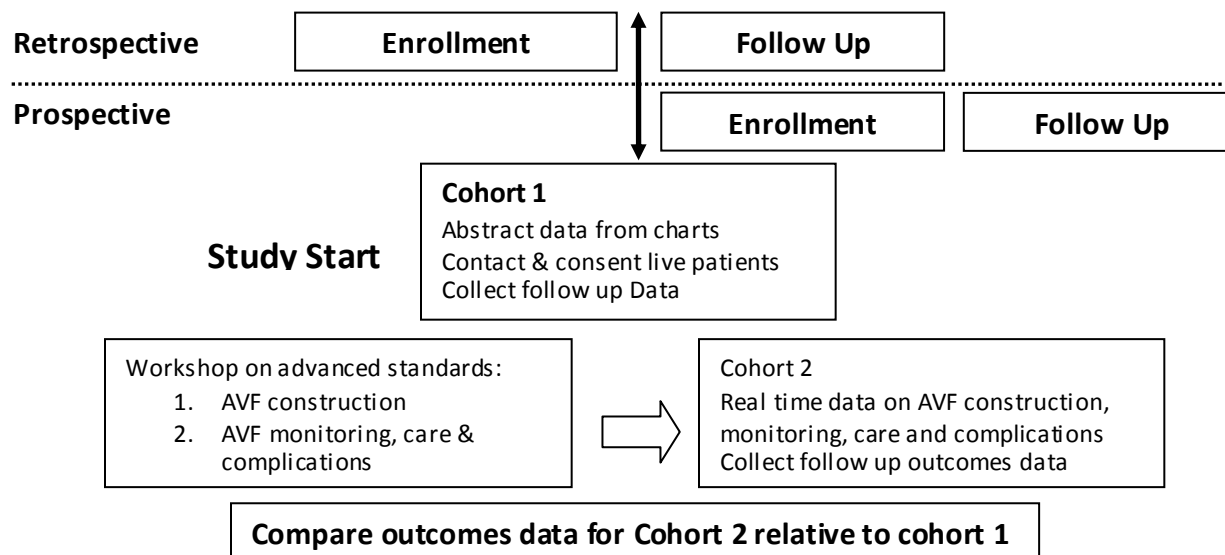 Retrospective
Enrollment
Follow Up
Prospective
Enrollment
Follow Up
Cohort 1
Abstract data from charts
Contact & consent live patients
Collect follow up Data
Study Start
Workshop on advanced standards:
1. AVF construction
2. AVF monitoring, care &
complications
Cohort 2
Real time data on AVF construction,
monitoring, care and complications
Collect follow up outcomes data
Compare outcomes data for Cohort 2 relative to cohort 1